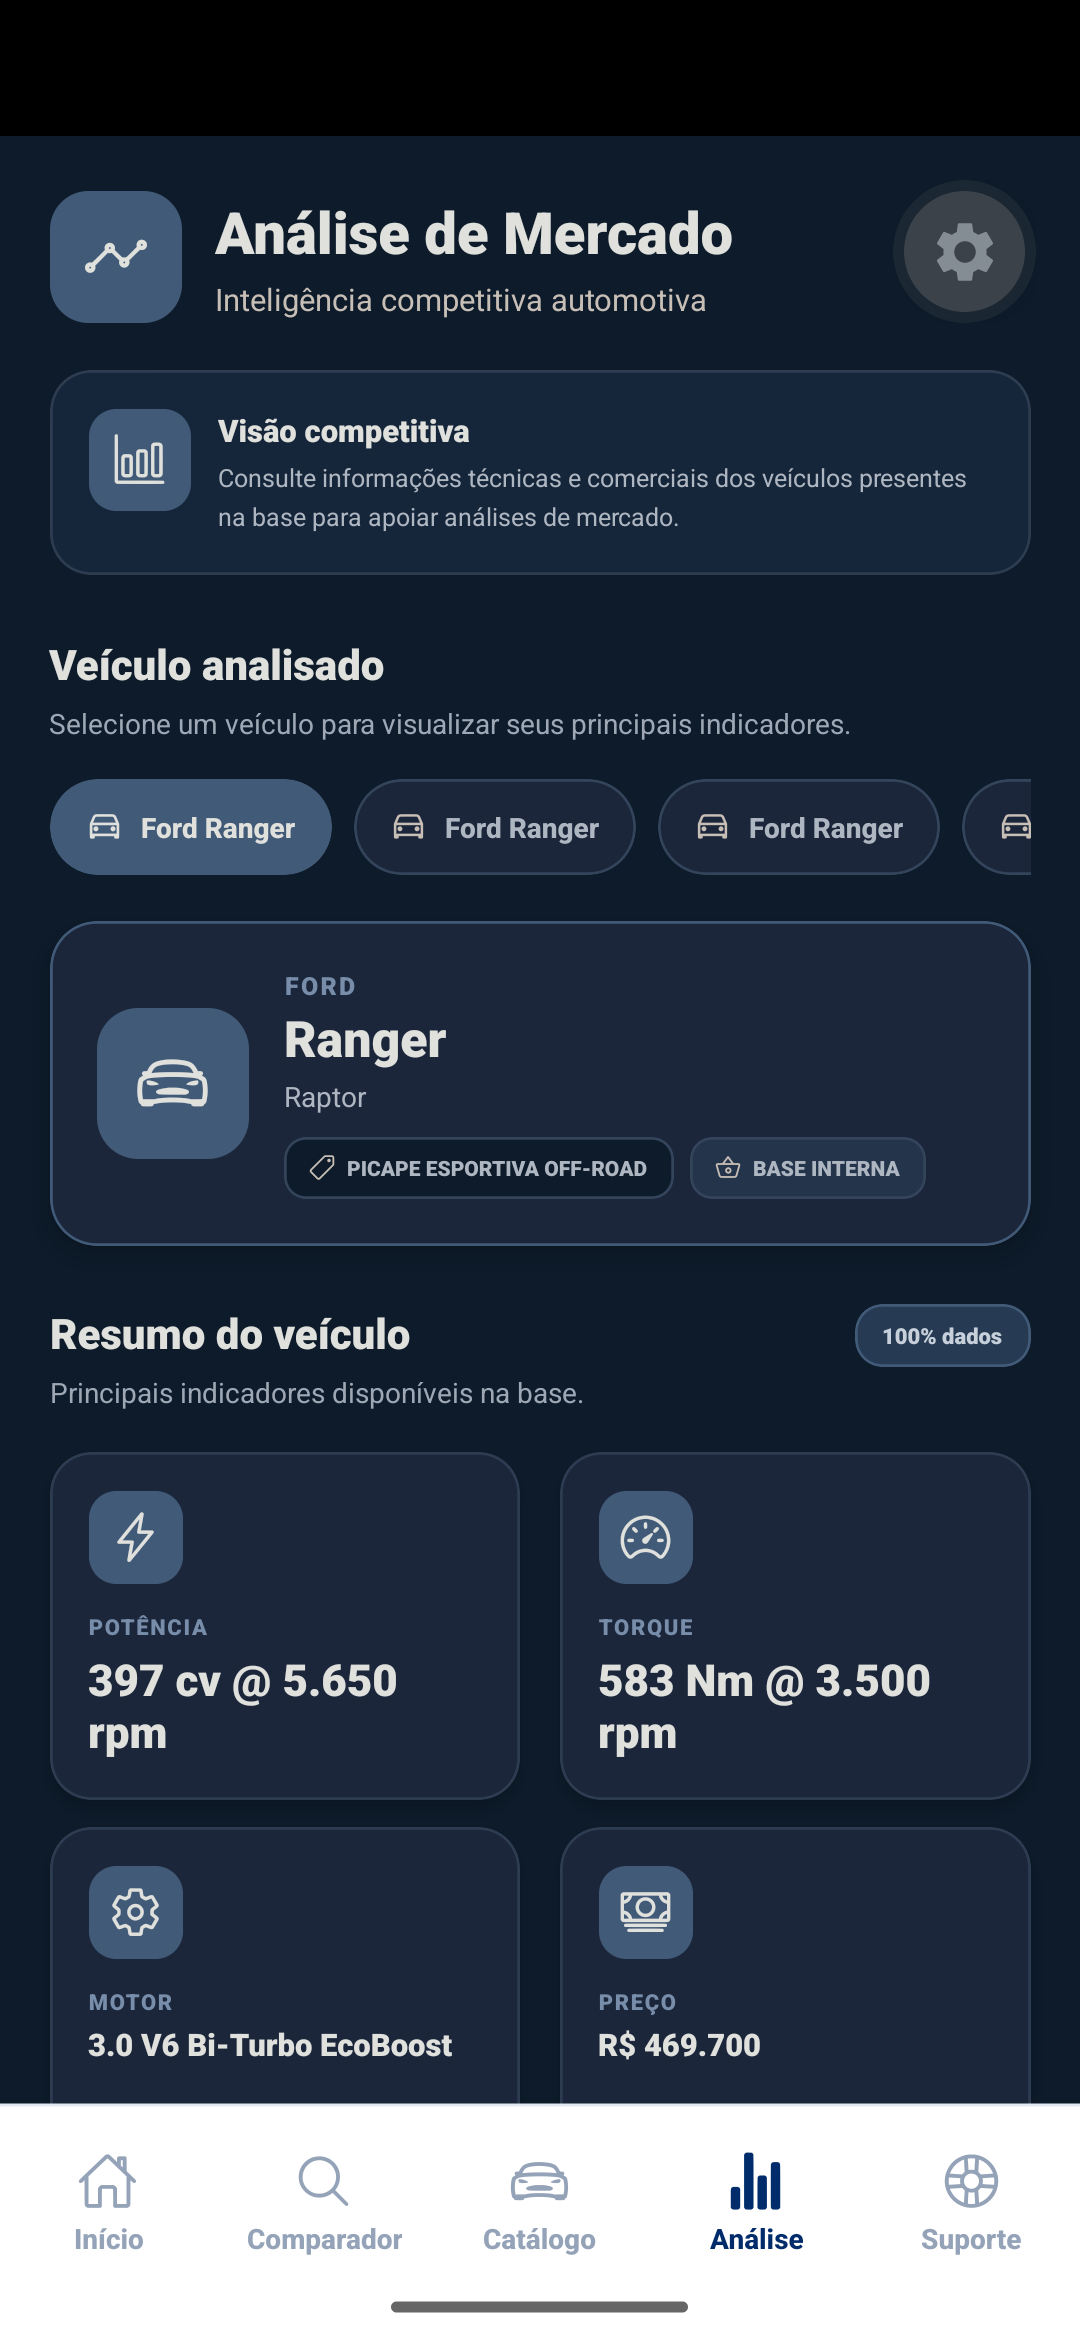 Análise de Mercado
Inteligência competitiva automotiva
Visão competitiva
Consulte informações técnicas e comerciais dos veículos presentes
na base para apoiar análises de mercado.
Veículo analisado
Selecione um veículo para visualizar seus principais indicadores.
Ford Ranger
Ford Ranger
Ford Ranger
FORD
Ranger
Raptor
PICAPE ESPORTIVA OFF-ROAD
BASE INTERNA
Resumo do veículo
100% dados
Principais indicadores disponíveis na base.
POTÊNCIA
397 cv @ 5.650
rpm
TORQUE
583 Nm @ 3.500
rpm
MOTOR
3.0 V6 Bi-Turbo EcoBoost
PREÇO
R$ 469.700
Início
Comparador
Catálogo
Análise
Suporte